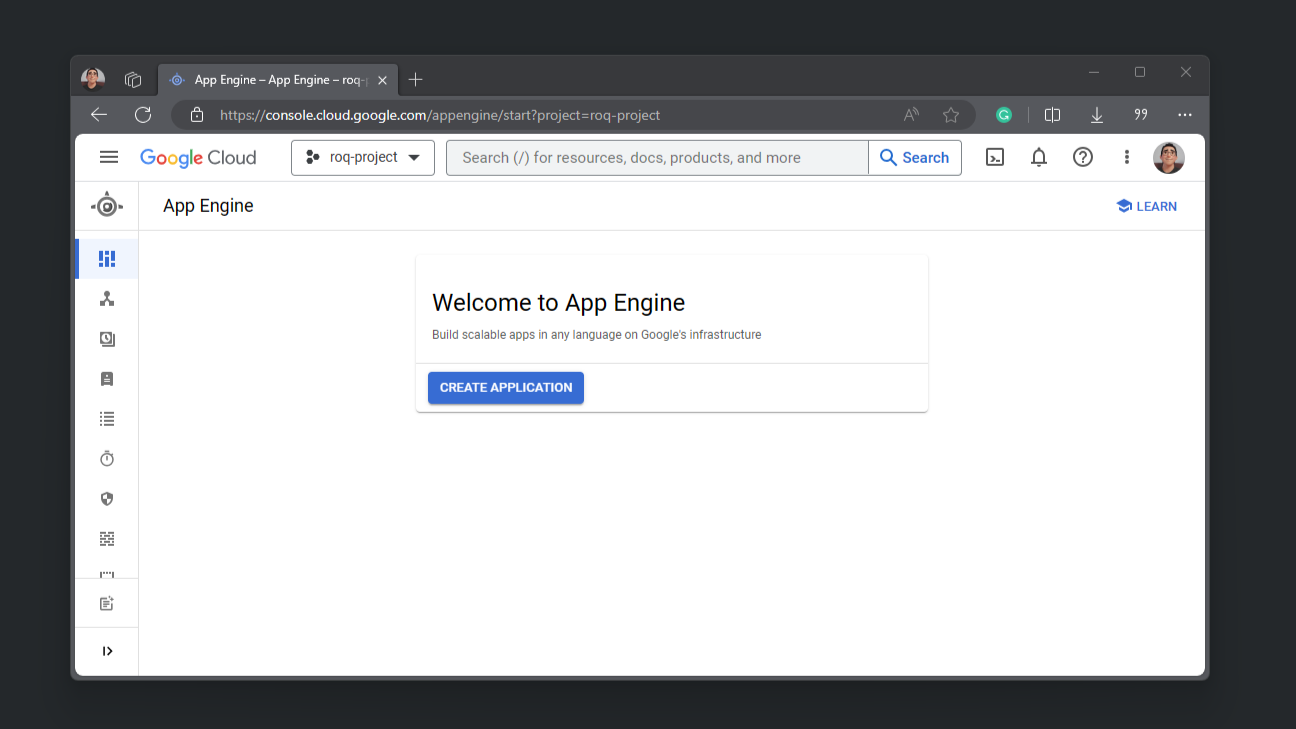 App Engine – App Engine – roq-p
https://console.cloud.google.com/appengine/start?project=roq-project
Google Cloud
roq-project
Search (/) for resources, docs, products, and more
Search
App Engine
LEARN
Welcome to App Engine
Build scalable apps in any language on Google's infrastructure
CREATE APPLICATION